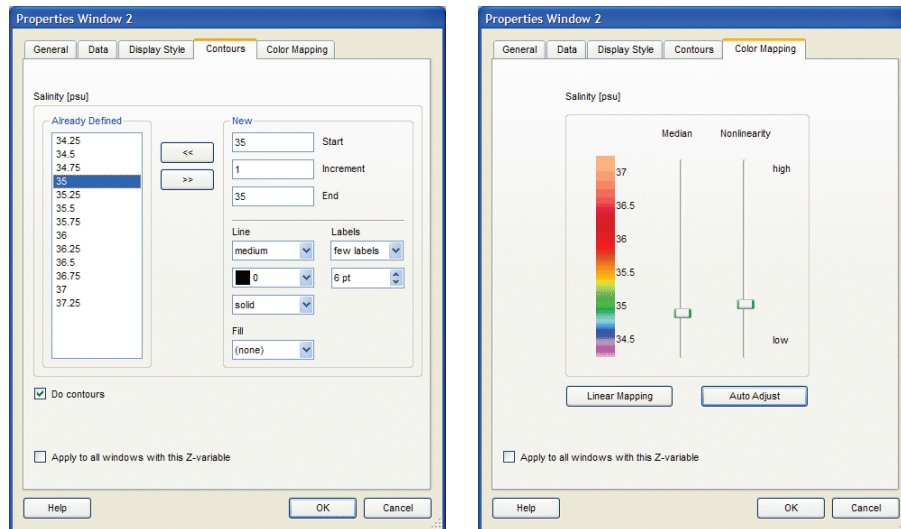 Properties Window 2
General Data Display Style Contours Color Mapping
Salinity [psu]
Already Defined
34.25
34.5
34.75
35
35.25
35.5
35.75
36
36.25
36.5
36.75
37
37.25
<<
>>
New
35 Start
1 Increment
35 End
Line Labels
medium few labels
0 6 pt
solid
Fill
(none)
Do contours
Apply to all windows with this Z-variable
Help OK Cancel
Properties Window 2
General Data Display Style Contours Color Mapping
Salinity [psu]
Median Nonlinearity
37 high
36.5
36
35.5
35
34.5 low
Linear Mapping Auto Adjust
Apply to all windows with this Z-variable
Help OK Cancel